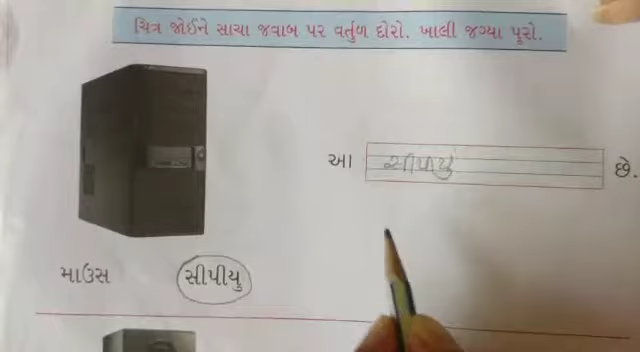 ચિત્ર જોઈને સાચા જવાબ પર વર્તુળ દોરો. ખાલી જગ્યા પૂરો.
આ સીપીયુ છે.
માઉસ સીપીયુ